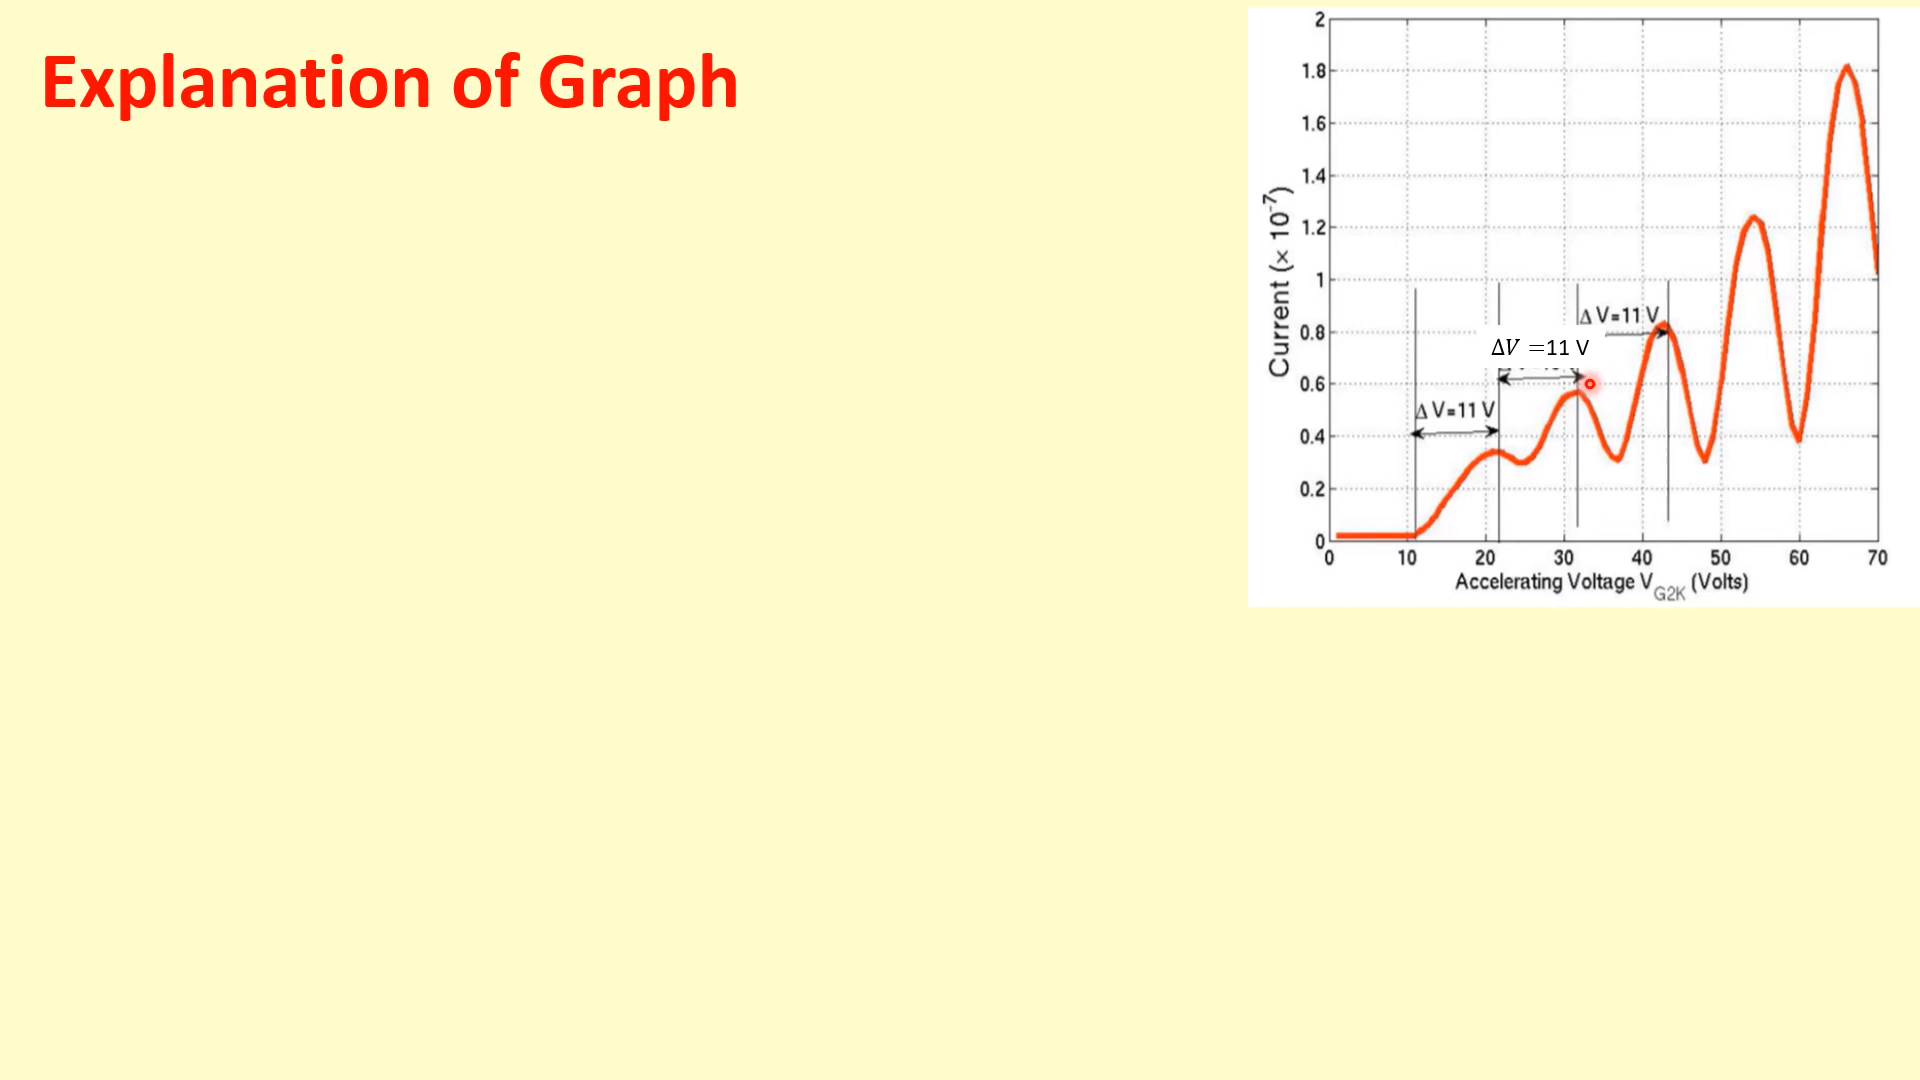 Explanation of Graph
2
1.8
1.6
1.4
1.2
1
0.8
0.6
0.4
0.2
0
Current (× 10⁻⁷)
Δ V=11 V
ΔV =11 V
Δ V=11 V
0 10 20 30 40 50 60 70
Accelerating Voltage V_G2K (Volts)